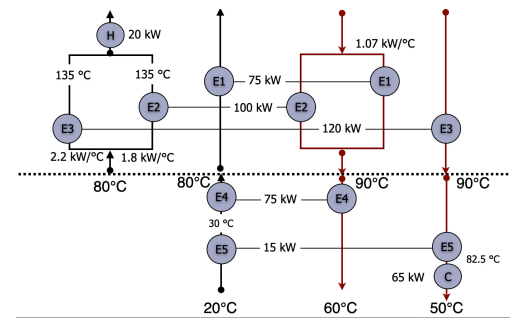 H 20 kW
1.07 kW/°C
135 °C 135 °C E1 75 kW E1
E2 100 kW E2
E3 120 kW E3
2.2 kW/°C 1.8 kW/°C
80°C 80°C 90°C 90°C
E4 75 kW E4
30 °C
E5 15 kW E5
82.5 °C
65 kW C
20°C 60°C 50°C